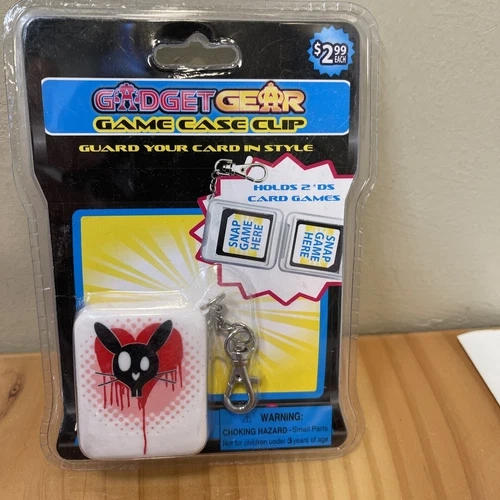 $2.99
EACH
GADGET GEAR
GAME CASE CLIP
GUARD YOUR CARD IN STYLE
HOLDS 2 'DS
CARD GAMES
SNAP
GAME
HERE
SNAP
GAME
HERE
WARNING:
CHOKING HAZARD - Small Parts
Not for children under 3 years of age